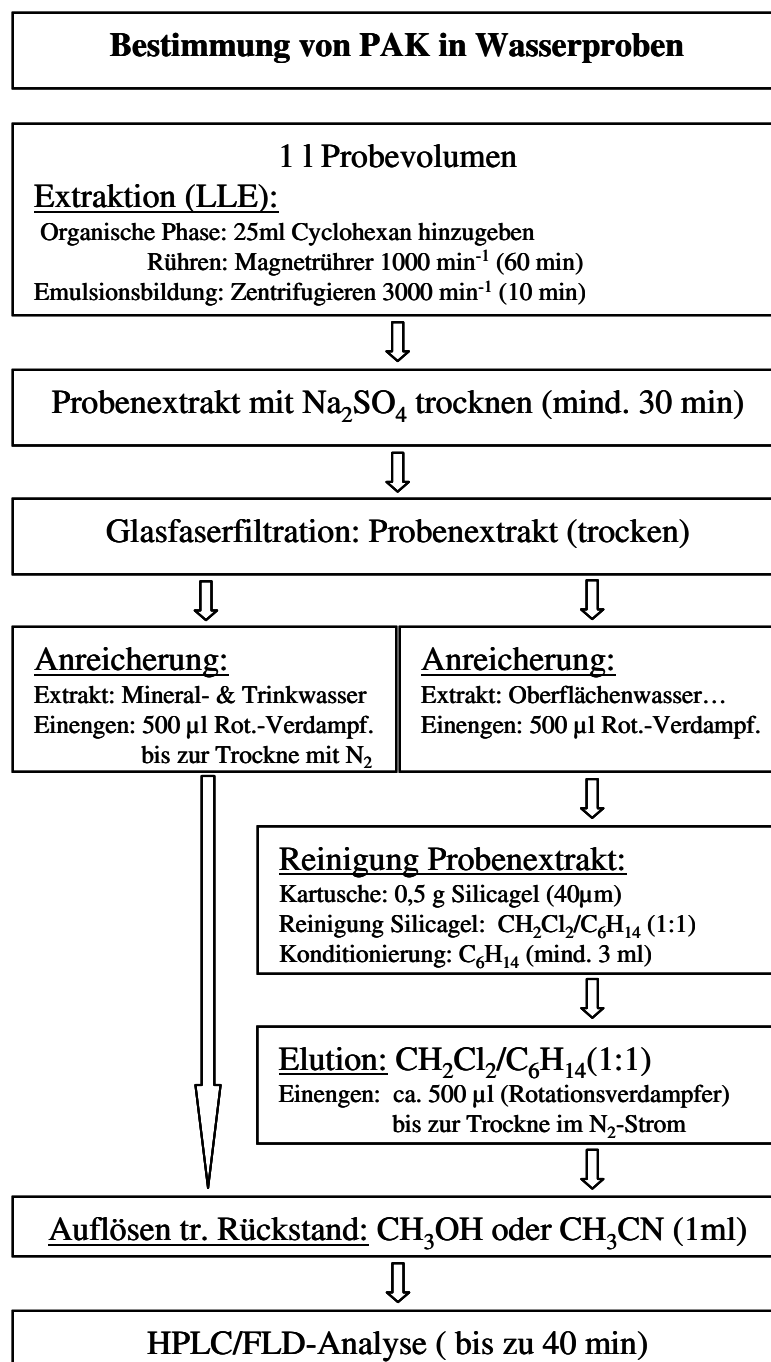 Bestimmung von PAK in Wasserproben
1 l Probevolumen
Extraktion (LLE):
Organische Phase: 25ml Cyclohexan hinzugeben
Rühren: Magnetrührer 1000 min⁻¹ (60 min)
Emulsionsbildung: Zentrifugieren 3000 min⁻¹ (10 min)
Probenextrakt mit Na₂SO₄ trocknen (mind. 30 min)
Glasfaserfiltration: Probenextrakt (trocken)
Anreicherung:
Extrakt: Mineral- & Trinkwasser
Einengen: 500 µl Rot.-Verdampf.
bis zur Trockne mit N₂
Anreicherung:
Extrakt: Oberflächenwasser…
Einengen: 500 µl Rot.-Verdampf.
Reinigung Probenextrakt:
Kartusche: 0,5 g Silicagel (40µm)
Reinigung Silicagel: CH₂Cl₂/C₆H₁₄ (1:1)
Konditionierung: C₆H₁₄ (mind. 3 ml)
Elution: CH₂Cl₂/C₆H₁₄(1:1)
Einengen: ca. 500 µl (Rotationsverdampfer)
bis zur Trockne im N₂-Strom
Auflösen tr. Rückstand: CH₃OH oder CH₃CN (1ml)
HPLC/FLD-Analyse ( bis zu 40 min)